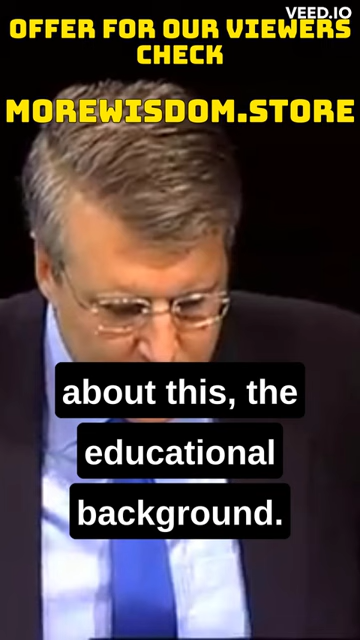 VEED.IO
OFFER FOR OUR VIEWERS
CHECK
MOREWISDOM.STORE
about this, the
educational
background.